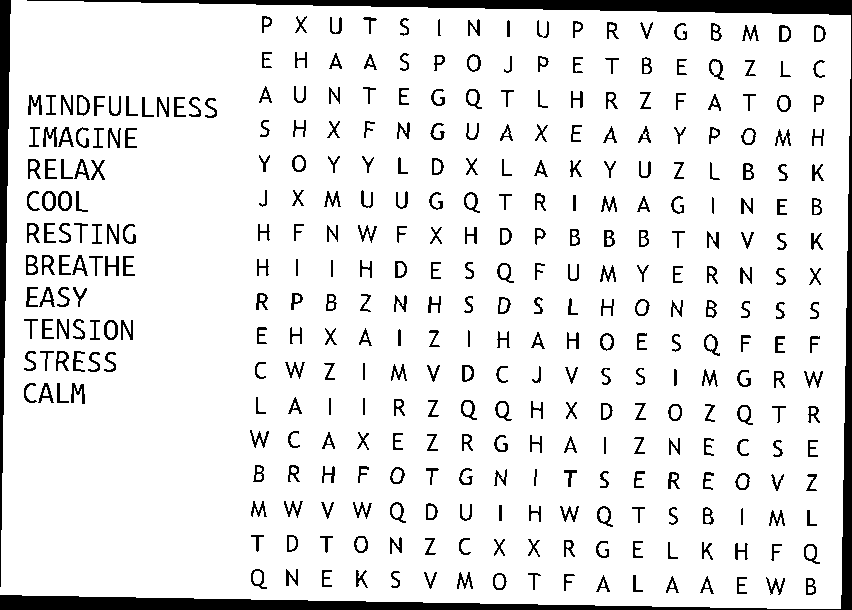 P X U T S I N I U P R V G B M D D
E H A A S P O J P E T B E Q Z L C
A U N T E G Q T L H R Z F A T O P
S H X F N G U A X E A A Y P O M H
Y O Y Y L D X L A K Y U Z L B S K
J X M U U G Q T R I M A G I N E B
H F N W F X H D P B B B T N V S K
H I I H D E S Q F U M Y E R N S X
R P B Z N H S D S L H O N B S S S
E H X A I Z I H A H O E S Q F E F
C W Z I M V D C J V S S I M G R W
L A I I R Z Q Q H X D Z O Z Q T R
W C A X E Z R G H A I Z N E C S E
B R H F O T G N I T S E R E O V Z
M W V W Q D U I H W Q T S B I M L
T D T O N Z C X X R G E L K H F Q
Q N E K S V M O T F A L A A E W B
MINDFULLNESS
IMAGINE
RELAX
COOL
RESTING
BREATHE
EASY
TENSION
STRESS
CALM